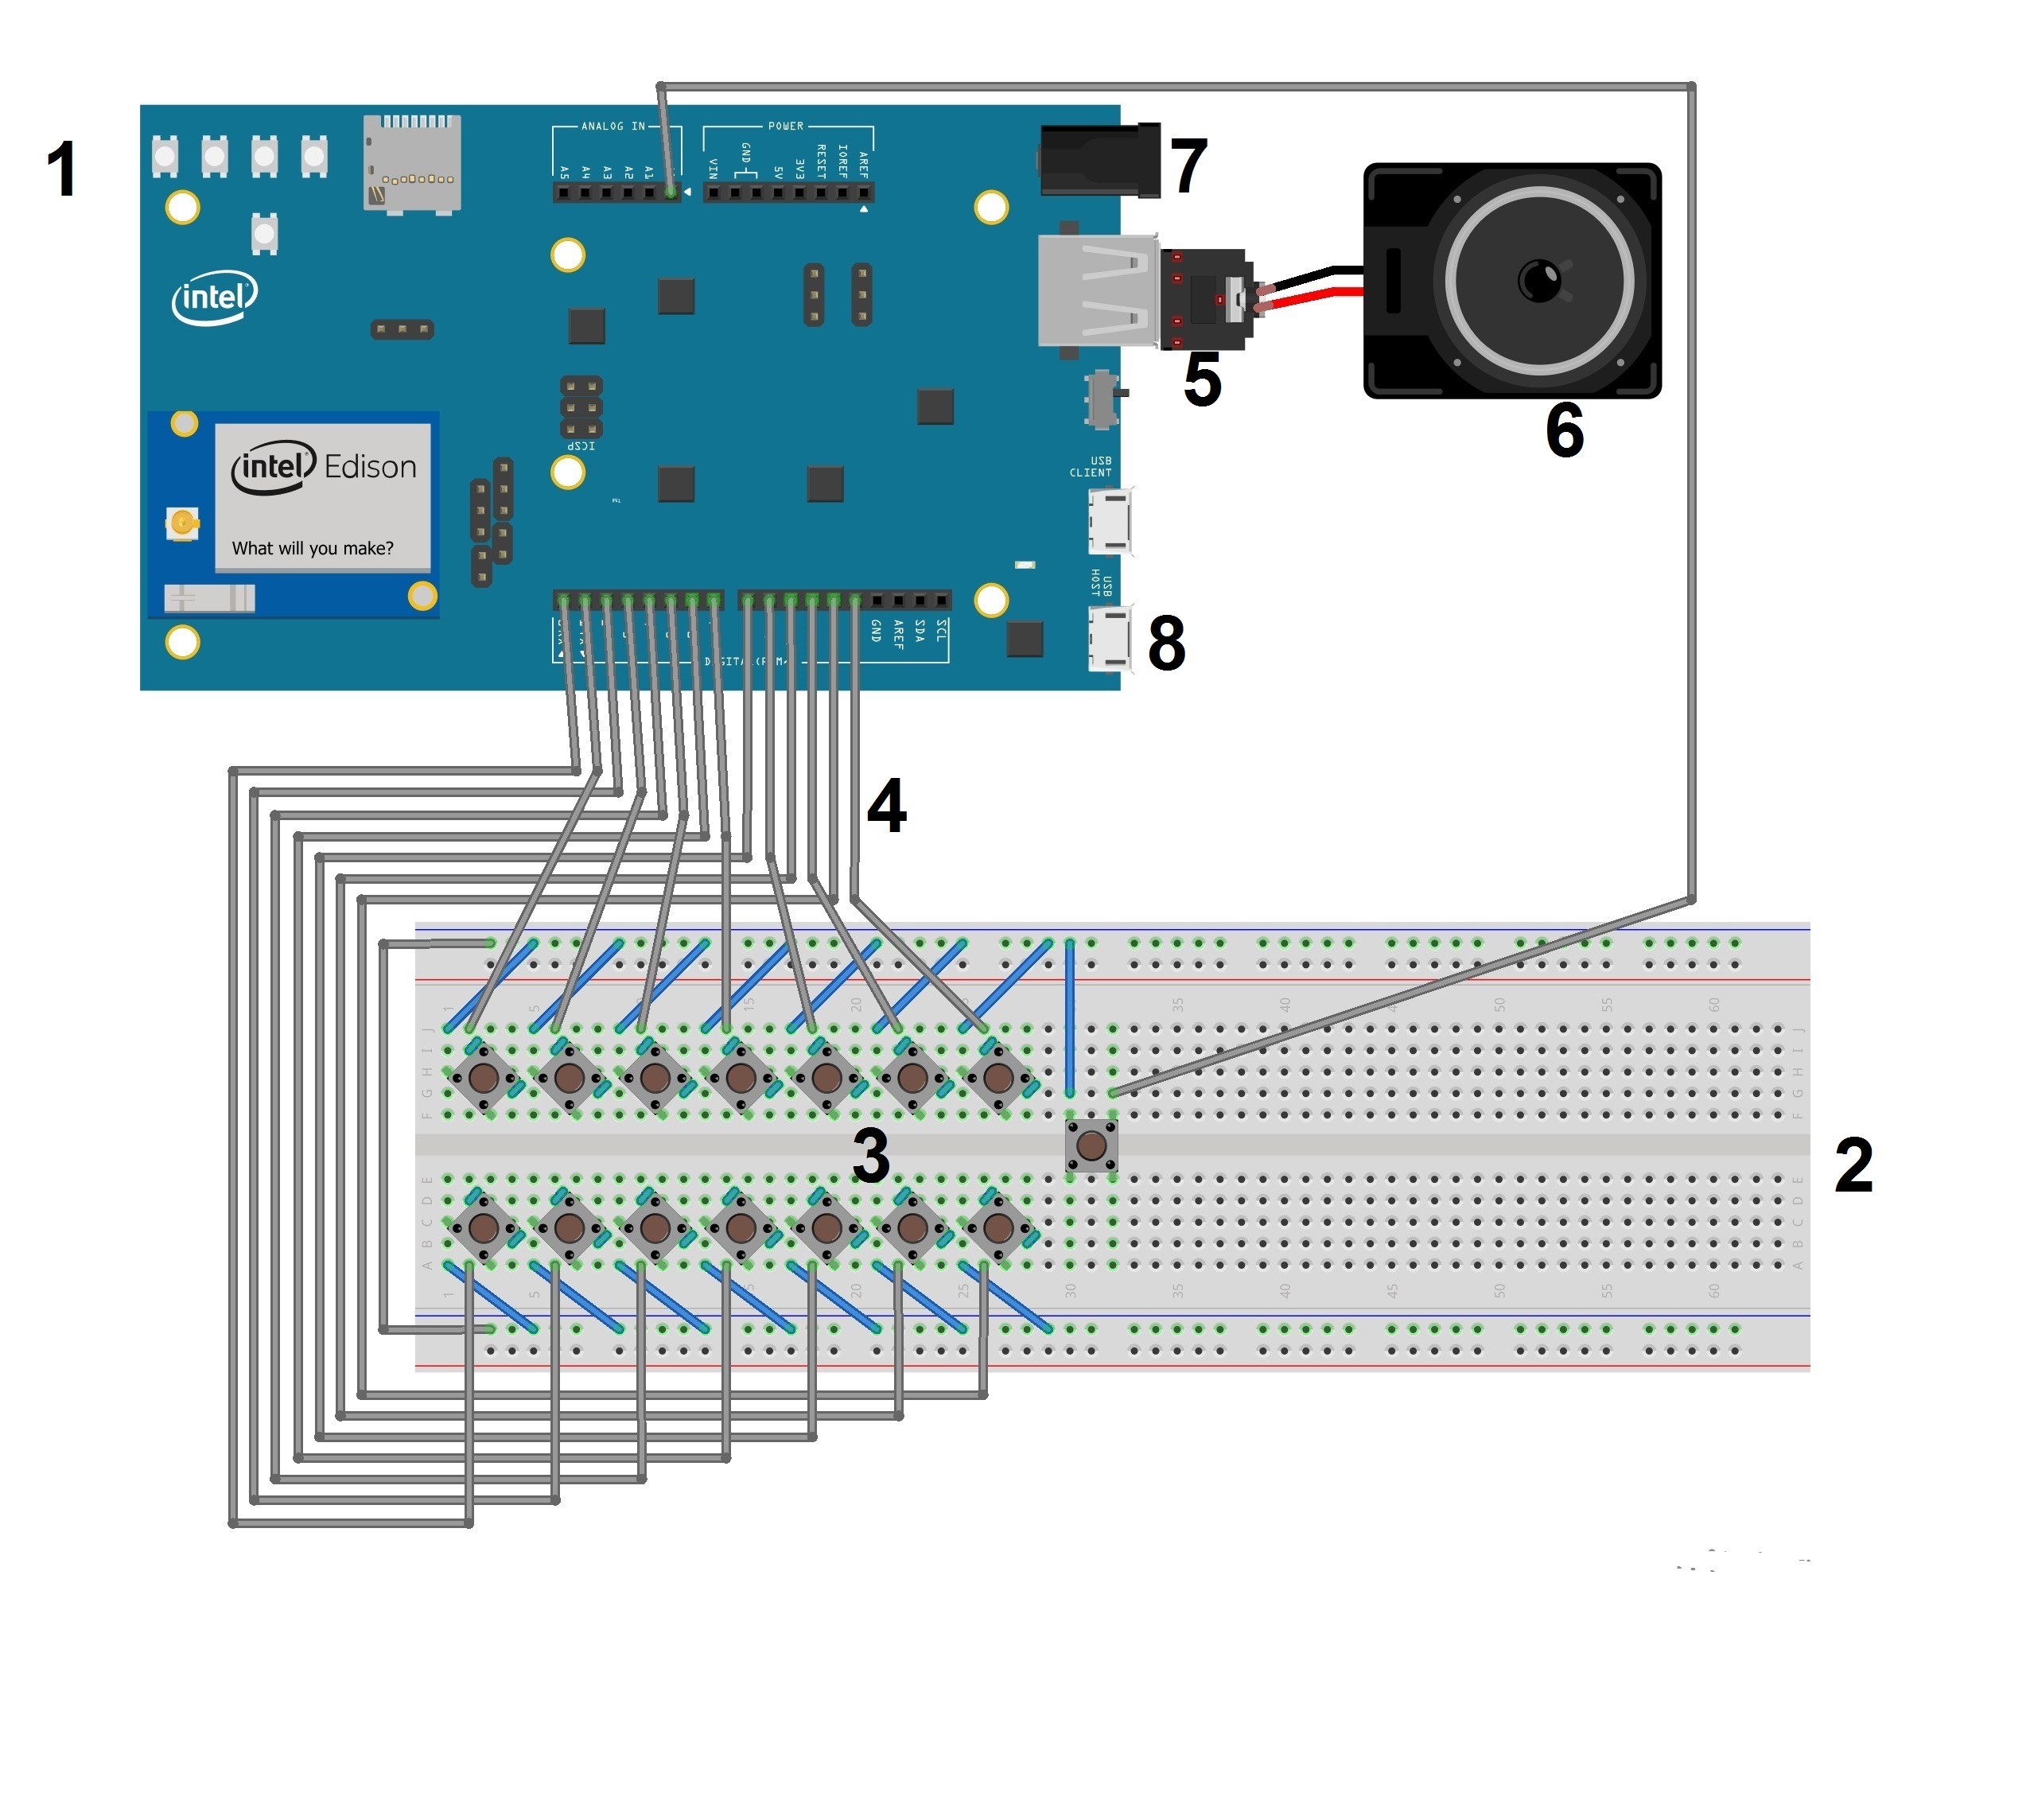 1
ANALOG IN
POWER
A5
A4
A3
A2
A1
VIN
GND
5V
3V3
RESET
IOREF
AREF
7
intel
5
6
ICSP
USB
CLIENT
intel Edison
What will you make?
TM
USB
HOST
8
GND
AREF
SDA
SCL
4
1
5
15
20
35
40
50
55
60
J
I
H
G
F
J
I
H
G
F
3
2
E
D
C
B
A
E
D
C
B
A
1
5
20
25
30
35
40
45
50
55
60